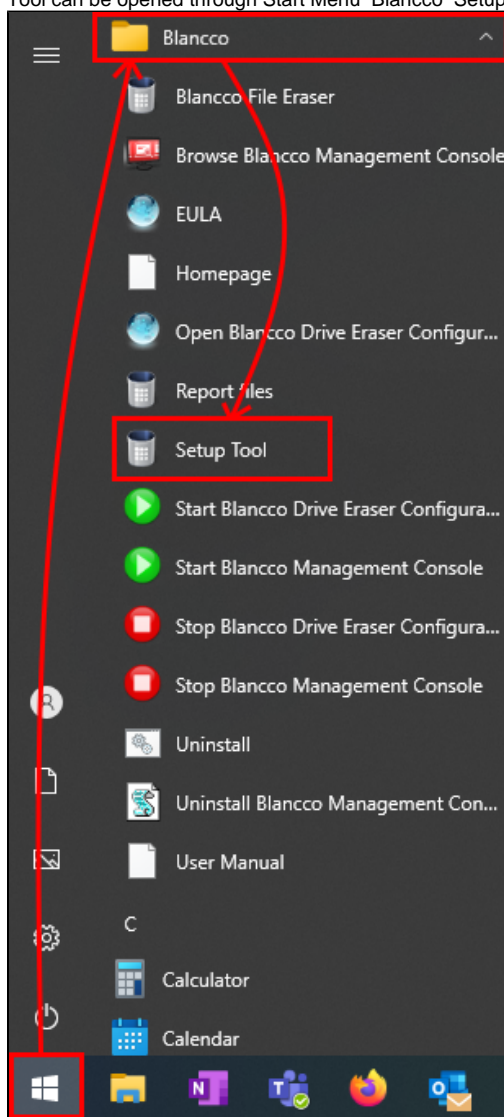 Tool can be opened through Start Menu Blancco Setup
Blancco
Blancco File Eraser
Browse Blancco Management Console
EULA
Homepage
Open Blancco Drive Eraser Configur...
Report files
Setup Tool
Start Blancco Drive Eraser Configura...
Start Blancco Management Console
Stop Blancco Drive Eraser Configura...
Stop Blancco Management Console
Uninstall
Uninstall Blancco Management Con...
User Manual
C
Calculator
Calendar